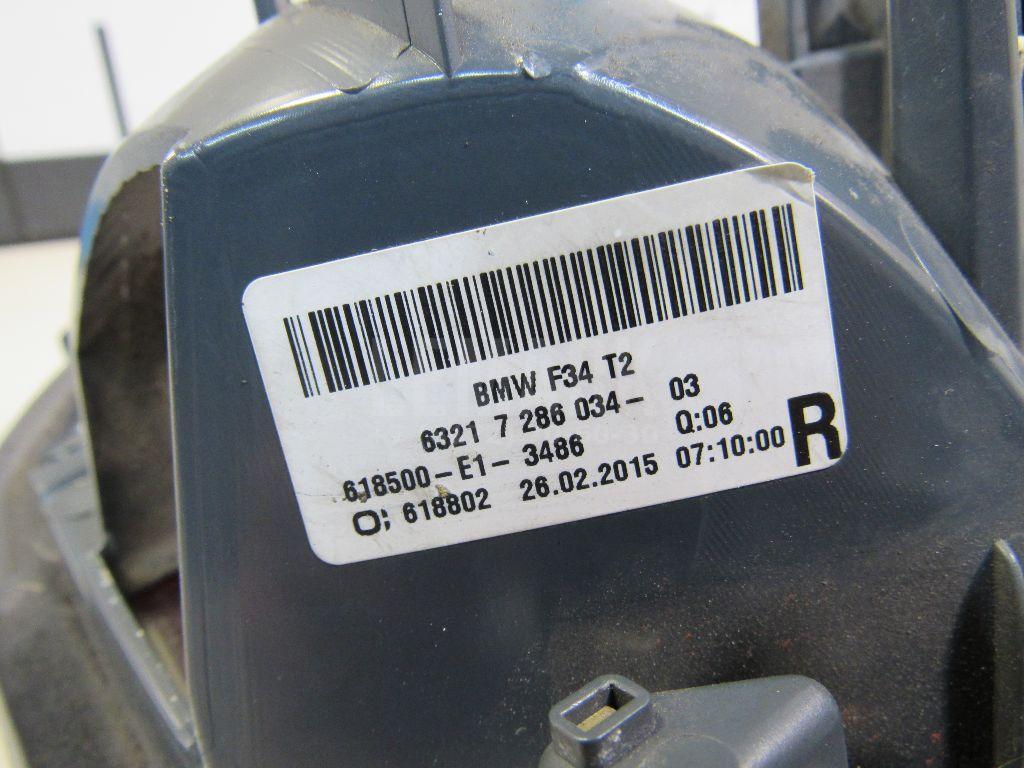 BMW F34 T2
6321 7 286 034- 03
618500-E1- 3486 Q:06
O; 618802 26.02.2015 07:10:00 R